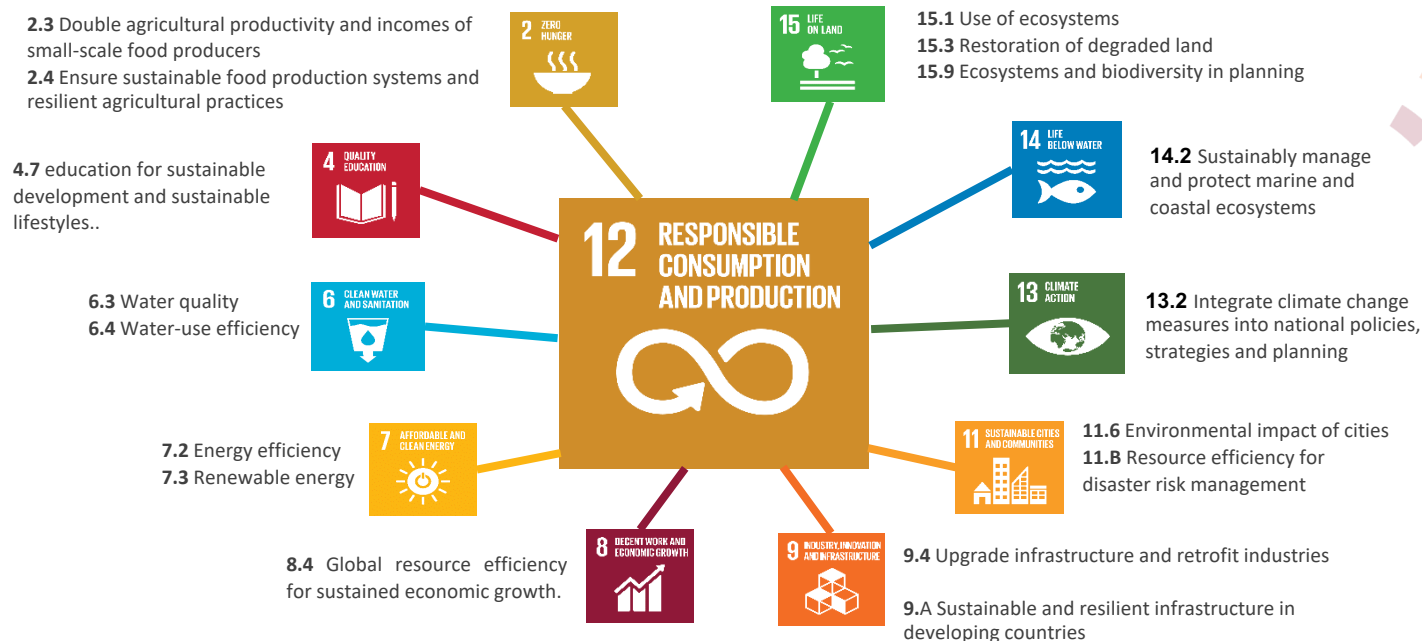 2.3 Double agricultural productivity and incomes of
small-scale food producers
2.4 Ensure sustainable food production systems and
resilient agricultural practices
2 ZERO
HUNGER
15 LIFE
ON LAND
15.1 Use of ecosystems
15.3 Restoration of degraded land
15.9 Ecosystems and biodiversity in planning
4.7 education for sustainable
development and sustainable
lifestyles..
4 QUALITY
EDUCATION
14 LIFE
BELOW WATER
14.2 Sustainably manage
and protect marine and
coastal ecosystems
12 RESPONSIBLE
CONSUMPTION
AND PRODUCTION
6.3 Water quality
6.4 Water-use efficiency
6 CLEAN WATER
AND SANITATION
13 CLIMATE
ACTION
13.2 Integrate climate change
measures into national policies,
strategies and planning
7.2 Energy efficiency
7.3 Renewable energy
7 AFFORDABLE AND
CLEAN ENERGY
11 SUSTAINABLE CITIES
AND COMMUNITIES
11.6 Environmental impact of cities
11.B Resource efficiency for
disaster risk management
8.4 Global resource efficiency
for sustained economic growth.
8 DECENT WORK AND
ECONOMIC GROWTH
9 INDUSTRY, INNOVATION
AND INFRASTRUCTURE
9.4 Upgrade infrastructure and retrofit industries
9.A Sustainable and resilient infrastructure in
developing countries